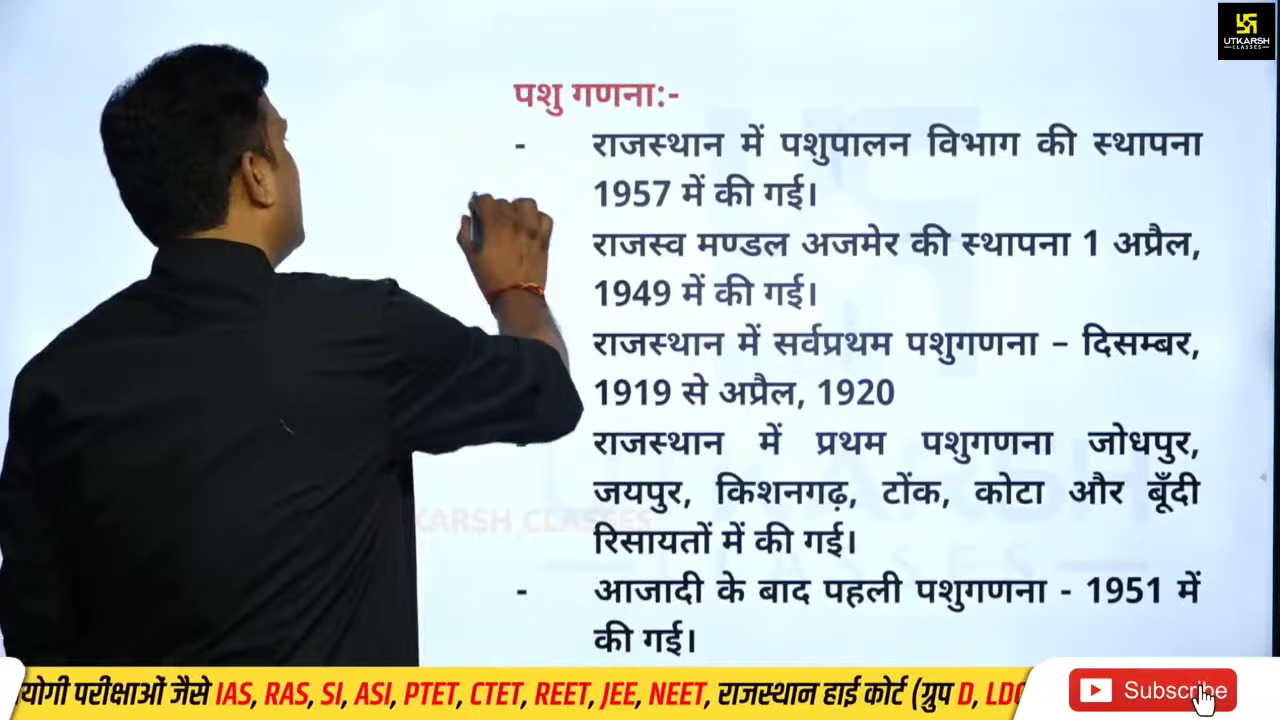 UTKARSH
CLASSES
पशु गणना:-
- राजस्थान में पशुपालन विभाग की स्थापना
1957 में की गई।
राजस्व मण्डल अजमेर की स्थापना 1 अप्रैल,
1949 में की गई।
राजस्थान में सर्वप्रथम पशुगणना – दिसम्बर,
1919 से अप्रैल, 1920
- राजस्थान में प्रथम पशुगणना जोधपुर,
जयपुर, किशनगढ़, टोंक, कोटा और बूँदी
रिसायतों में की गई।
- आजादी के बाद पहली पशुगणना - 1951 में
की गई।
योगी परीक्षाओं जैसे IAS, RAS, SI, ASI, PTET, CTET, REET, JEE, NEET, राजस्थान हाई कोर्ट (ग्रुप D, LDC
Subscribe